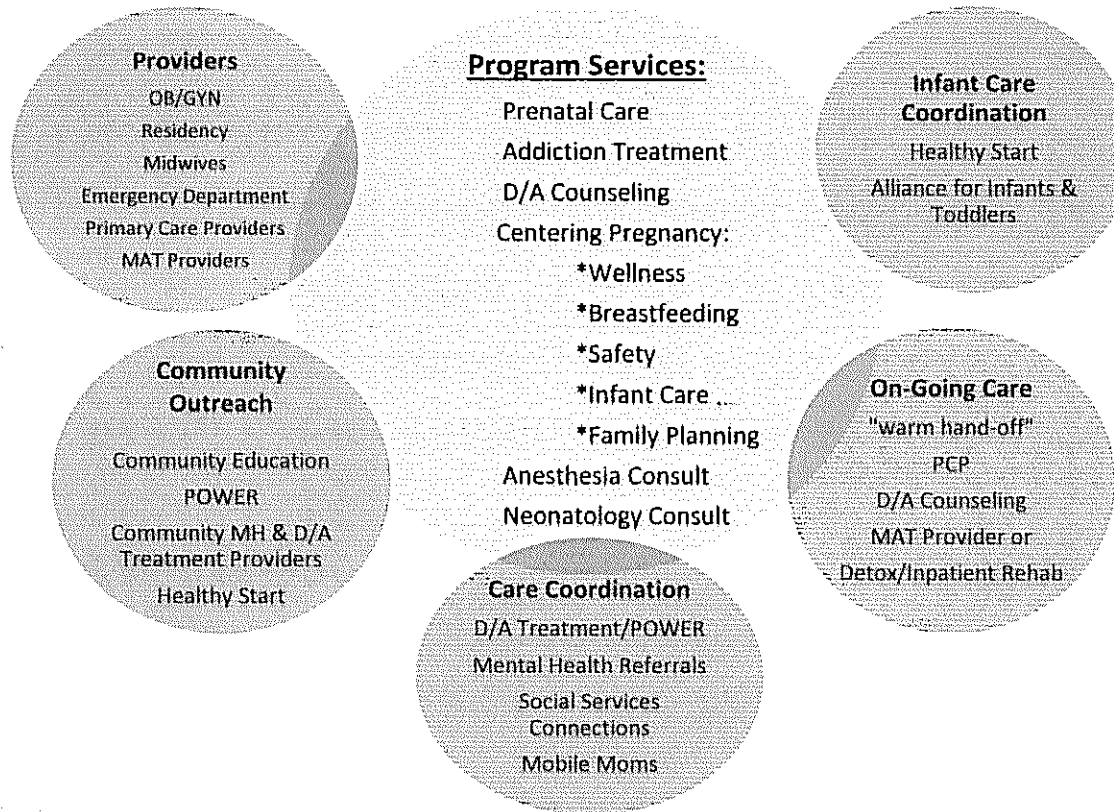 Providers
OB/GYN
Residency
Midwives
Emergency Department
Primary Care Providers
MAT Providers
Program Services:
Prenatal Care
Addiction Treatment
D/A Counseling
Centering Pregnancy:
*Wellness
*Breastfeeding
*Safety
*Infant Care ...
*Family Planning
Anesthesia Consult
Neonatology Consult
Infant Care
Coordination
Healthy Start
Alliance for Infants &
Toddlers
Community
Outreach
Community Education
POWER
Community MH & D/A
Treatment Providers
Healthy Start
Care Coordination
D/A Treatment/POWER
Mental Health Referrals
Social Services
Connections
Mobile Moms
On-Going Care
"warm hand-off"
PCP
D/A Counseling
MAT Provider or
Detox/Inpatient Rehab